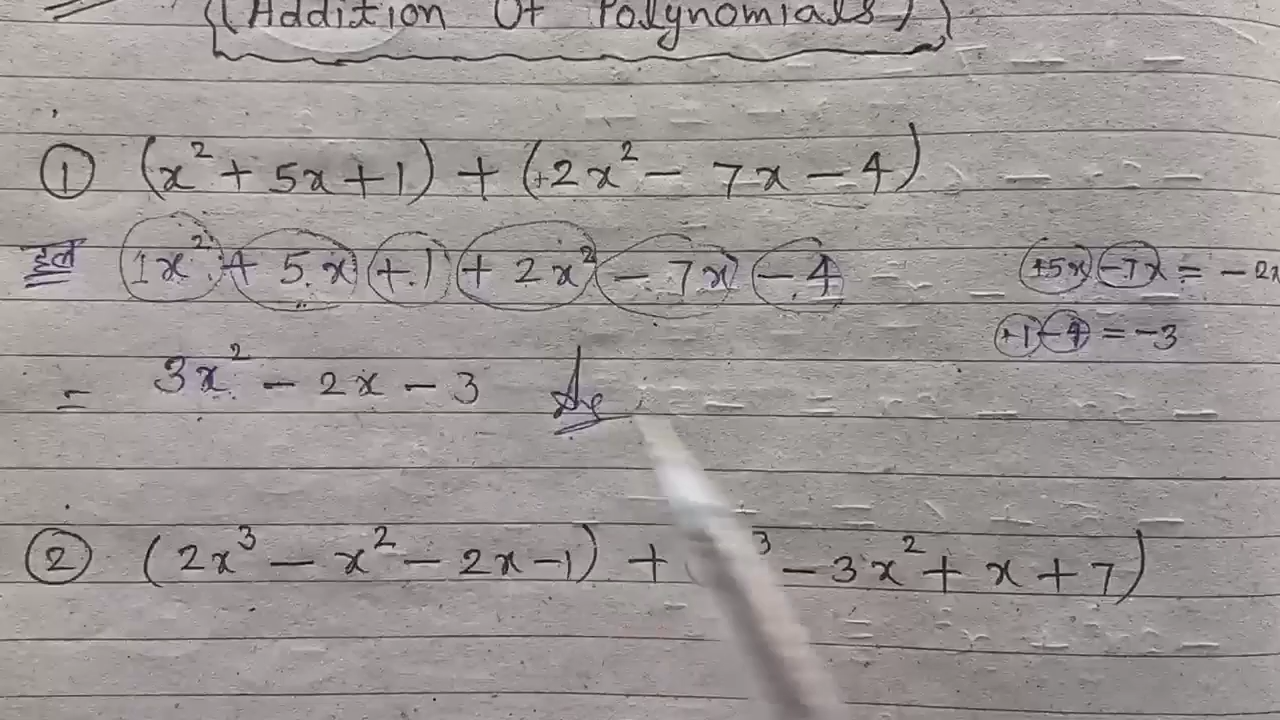 (Addition Of Polynomials)
① (x² + 5x + 1) + (+2x² - 7x - 4)
हल 1x² + 5x + 1 + 2x² - 7x - 4
+5x - 7x = - 2x
+1 - 4 = -3
= 3x² - 2x - 3 Ans
② (2x³ - x² - 2x - 1) + ( ³ - 3x² + x + 7)